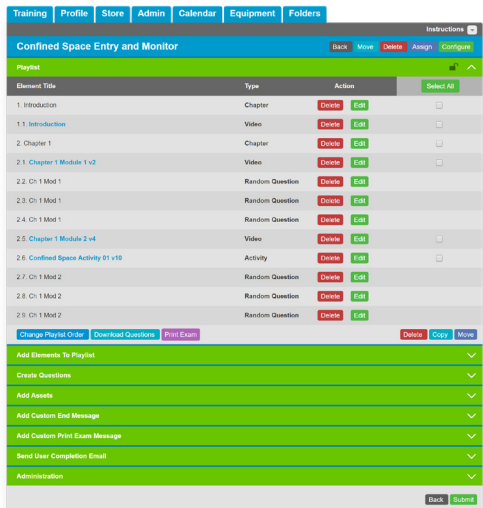 Training Profile Store Admin Calendar Equipment Folders
Instructions
Confined Space Entry and Monitor Back Move Delete Assign Configure
Playlist
Element Title Type Action Select All
1. Introduction Chapter Delete Edit
1.1. Introduction Video Delete Edit
2. Chapter 1 Chapter Delete Edit
2.1. Chapter 1 Module 1 v2 Video Delete Edit
2.2. Ch 1 Mod 1 Random Question Delete Edit
2.3. Ch 1 Mod 1 Random Question Delete Edit
2.4. Ch 1 Mod 1 Random Question Delete Edit
2.5. Chapter 1 Module 2 v4 Video Delete Edit
2.6. Confined Space Activity 01 v10 Activity Delete Edit
2.7. Ch 1 Mod 2 Random Question Delete Edit
2.8. Ch 1 Mod 2 Random Question Delete Edit
2.9. Ch 1 Mod 2 Random Question Delete Edit
Change Playlist Order Download Questions Print Exam Delete Copy Move
Add Elements To Playlist
Create Questions
Add Assets
Add Custom End Message
Add Custom Print Exam Message
Send User Completion Email
Administration
Back Submit